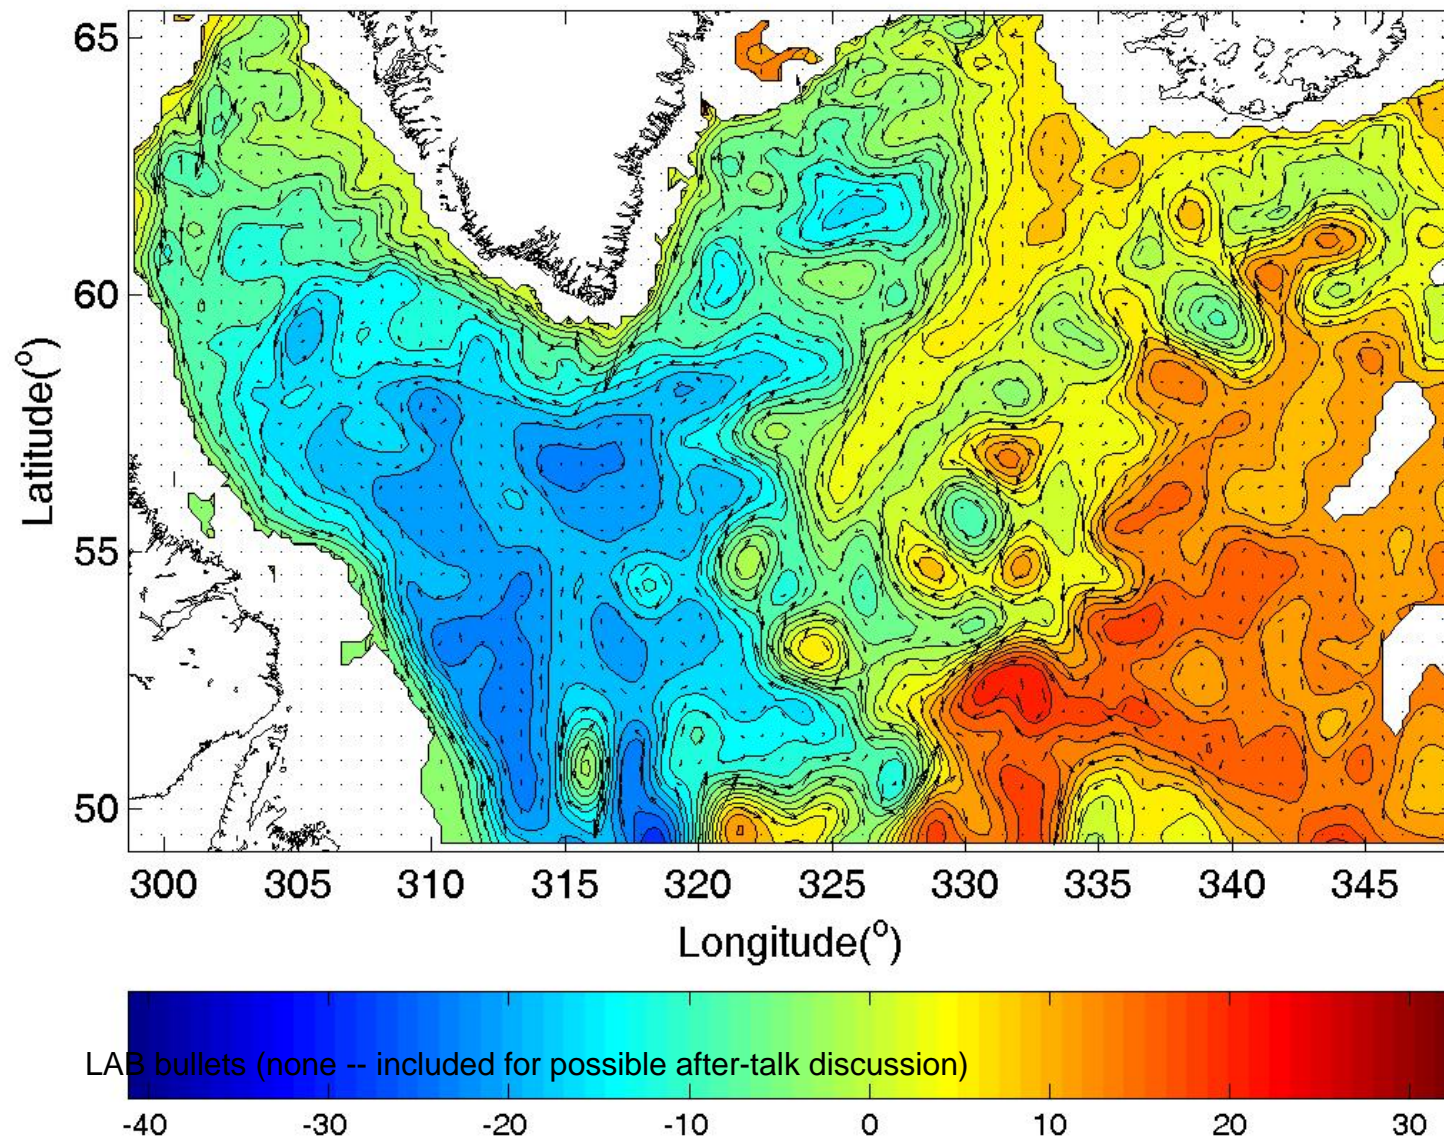 65
60
55
50
Latitude(o)
300 305 310 315 320 325 330 335 340 345
Longitude(o)
LAB bullets (none -- included for possible after-talk discussion)
-40 -30 -20 -10 0 10 20 30